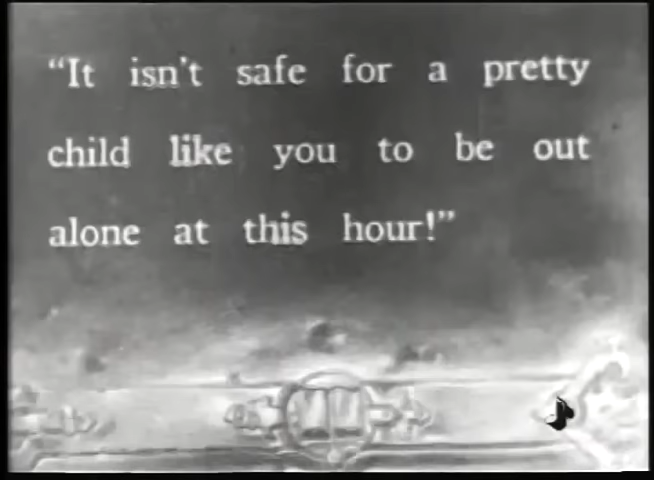 “It isn't safe for a pretty
child like you to be out
alone at this hour!”